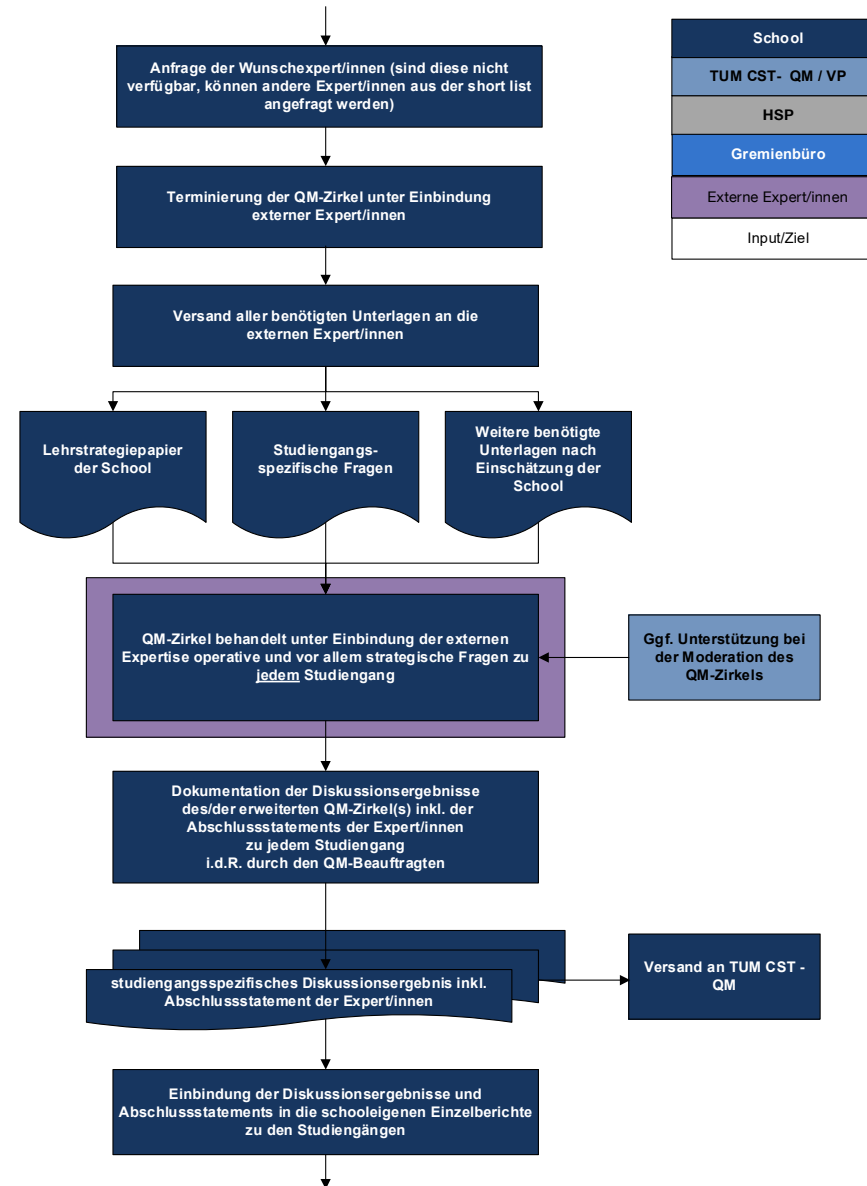 Anfrage der Wunschexpert/innen (sind diese nicht
verfügbar, können andere Expert/innen aus der short list
angefragt werden)
School
TUM CST- QM / VP
HSP
Gremienbüro
Externe Expert/innen
Input/Ziel
Terminierung der QM-Zirkel unter Einbindung
externer Expert/innen
Versand aller benötigten Unterlagen an die
externen Expert/innen
Lehrstrategiepapier
der School
Studiengangs-
spezifische Fragen
Weitere benötigte
Unterlagen nach
Einschätzung der
School
QM-Zirkel behandelt unter Einbindung der externen
Expertise operative und vor allem strategische Fragen zu
jedem Studiengang
Ggf. Unterstützung bei
der Moderation des
QM-Zirkels
Dokumentation der Diskussionsergebnisse
des/der erweiterten QM-Zirkel(s) inkl. der
Abschlussstatements der Expert/innen
zu jedem Studiengang
i.d.R. durch den QM-Beauftragten
studiengangsspezifisches Diskussionsergebnis inkl.
Abschlussstatement der Expert/innen
Versand an TUM CST -
QM
Einbindung der Diskussionsergebnisse und
Abschlussstatements in die schooleigenen Einzelberichte
zu den Studiengängen